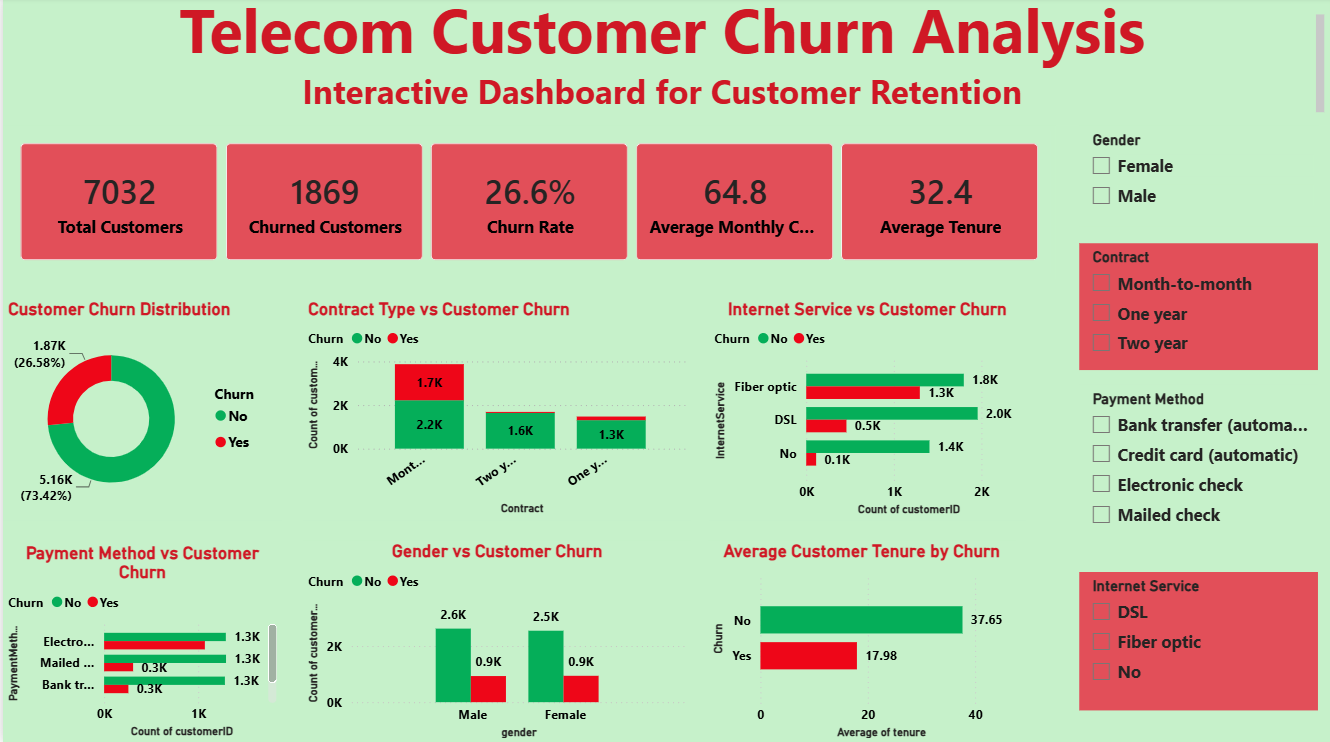 Telecom Customer Churn Analysis
Interactive Dashboard for Customer Retention
7032
Total Customers
1869
Churned Customers
26.6%
Churn Rate
64.8
Average Monthly C...
32.4
Average Tenure
Gender
Female
Male
Contract
Month-to-month
One year
Two year
Payment Method
Bank transfer (automa...
Credit card (automatic)
Electronic check
Mailed check
Internet Service
DSL
Fiber optic
No
Customer Churn Distribution
1.87K
(26.58%)
5.16K
(73.42%)
Churn
No
Yes
Contract Type vs Customer Churn
Churn No Yes
Count of custom...
4K
2K
0K
1.7K
2.2K
1.6K
1.3K
Mont...
Two y...
One y...
Contract
Internet Service vs Customer Churn
Churn No Yes
InternetService
Fiber optic
1.8K
1.3K
DSL
2.0K
0.5K
No
1.4K
0.1K
0K 1K 2K
Count of customerID
Payment Method vs Customer
Churn
Churn No Yes
PaymentMeth...
Electro...
1.3K
Mailed ...
1.3K
0.3K
Bank tr...
1.3K
0.3K
0K 1K
Count of customerID
Gender vs Customer Churn
Churn No Yes
Count of customer...
2K
0K
2.6K
0.9K
2.5K
0.9K
Male
Female
gender
Average Customer Tenure by Churn
Churn
No
37.65
Yes
17.98
0 20 40
Average of tenure